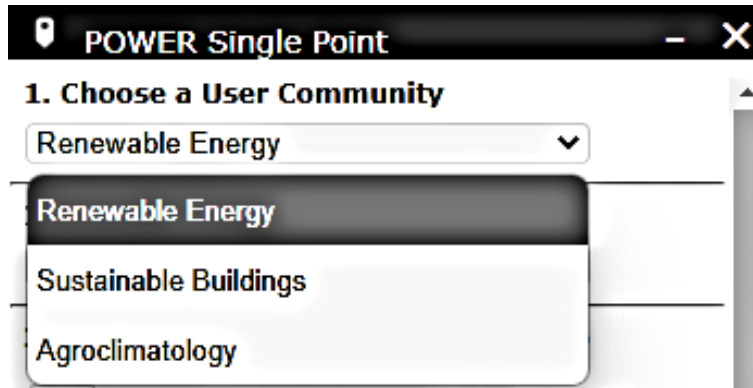 POWER Single Point
1. Choose a User Community
Renewable Energy
Renewable Energy
Sustainable Buildings
Agroclimatology